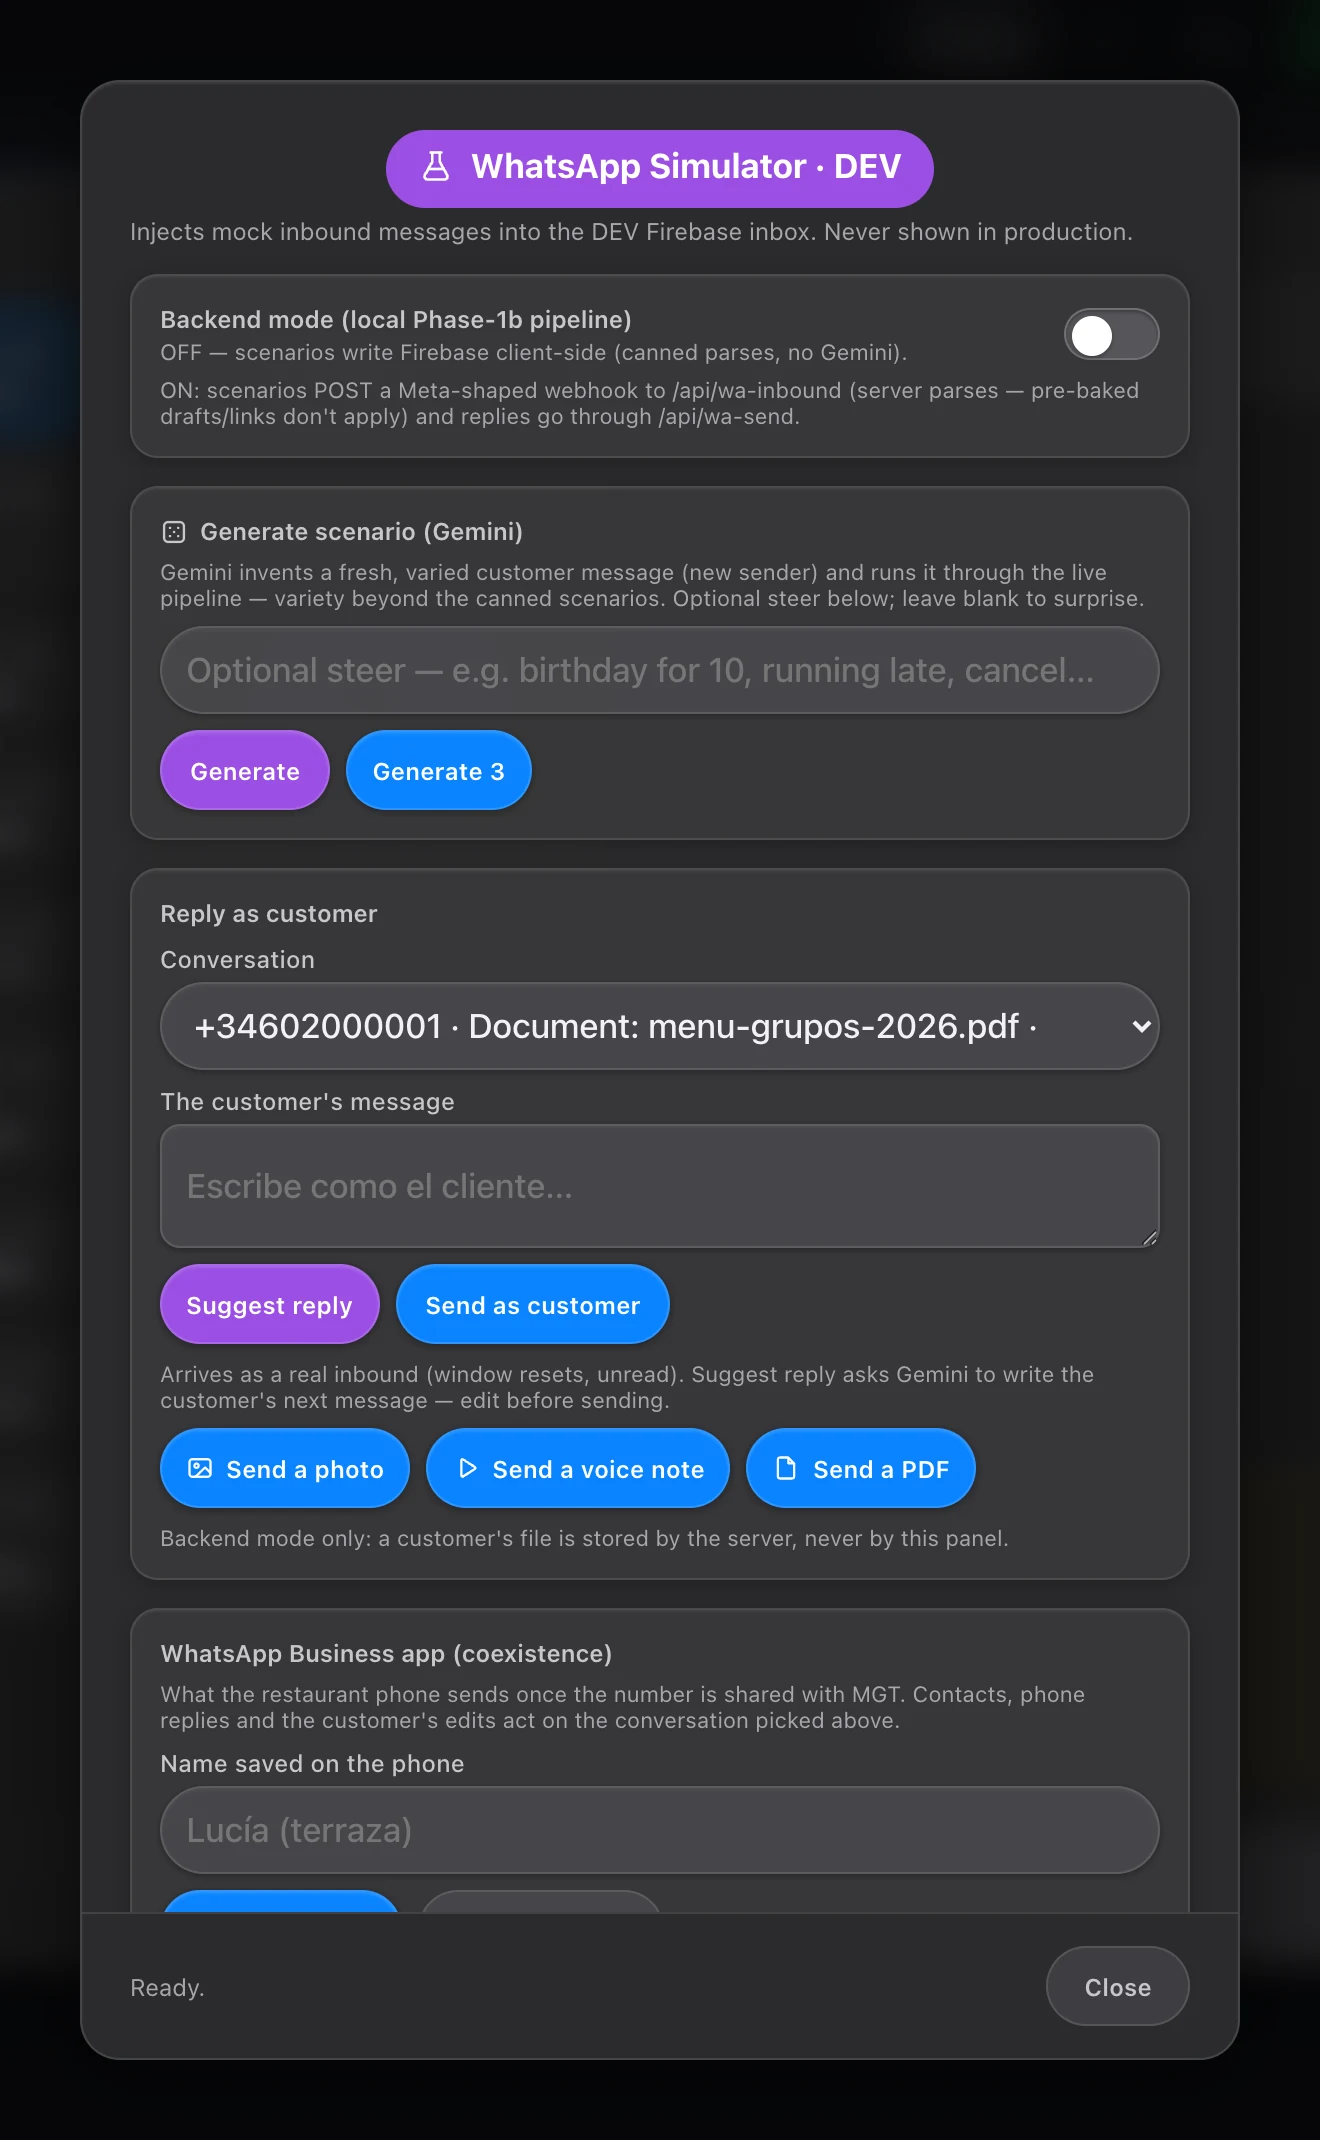 WhatsApp Simulator · DEV
Injects mock inbound messages into the DEV Firebase inbox. Never shown in production.
Backend mode (local Phase-1b pipeline)
OFF — scenarios write Firebase client-side (canned parses, no Gemini).
ON: scenarios POST a Meta-shaped webhook to /api/wa-inbound (server parses — pre-baked
drafts/links don't apply) and replies go through /api/wa-send.
Generate scenario (Gemini)
Gemini invents a fresh, varied customer message (new sender) and runs it through the live
pipeline — variety beyond the canned scenarios. Optional steer below; leave blank to surprise.
Optional steer — e.g. birthday for 10, running late, cancel...
Generate
Generate 3
Reply as customer
Conversation
+34602000001 · Document: menu-grupos-2026.pdf ·
The customer's message
Escribe como el cliente...
Suggest reply
Send as customer
Arrives as a real inbound (window resets, unread). Suggest reply asks Gemini to write the
customer's next message — edit before sending.
Send a photo
Send a voice note
Send a PDF
Backend mode only: a customer's file is stored by the server, never by this panel.
WhatsApp Business app (coexistence)
What the restaurant phone sends once the number is shared with MGT. Contacts, phone
replies and the customer's edits act on the conversation picked above.
Name saved on the phone
Lucía (terraza)
Ready.
Close